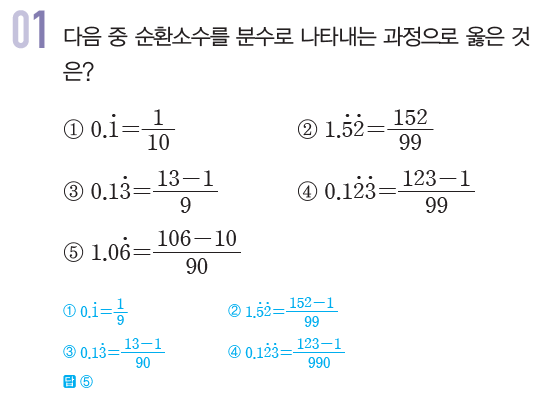 01 다음 중 순환소수를 분수로 나타내는 과정으로 옳은 것
은?
① 0.1̇=1/10 ② 1.5̇2̇=152/99
③ 0.13̇=(13-1)/9 ④ 0.12̇3̇=(123-1)/99
⑤ 1.06̇=(106-10)/90
① 0.1̇=1/9 ② 1.5̇2̇=(152-1)/99
③ 0.13̇=(13-1)/90 ④ 0.12̇3̇=(123-1)/990
답 ⑤